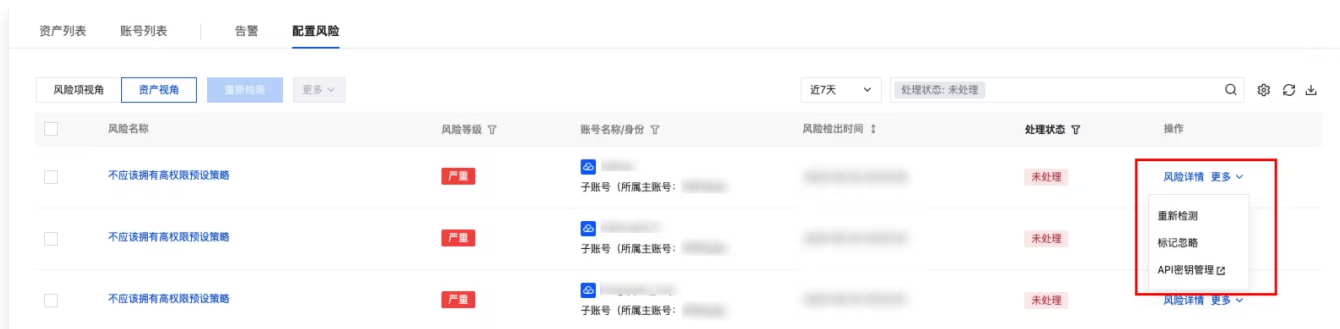 资产列表 账号列表 告警 配置风险
风险项视角 资产视角 重新检测 更多 近7天 处理状态: 未处理
风险名称 风险等级 账号名称/身份 风险检出时间 处理状态 操作
不应该拥有高权限预设策略 严重 子账号（所属主账号： 未处理 风险详情 更多
重新检测
不应该拥有高权限预设策略 严重 子账号（所属主账号： 未处理
标记忽略
API密钥管理
不应该拥有高权限预设策略 严重 子账号（所属主账号： 未处理 风险详情 更多